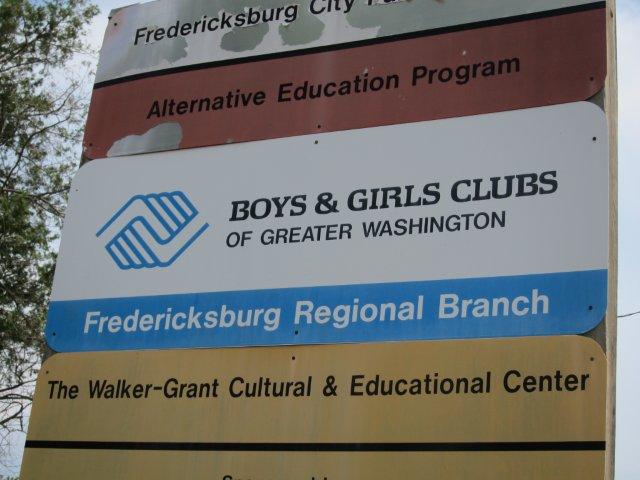 Fredericksburg City
Alternative Education Program
BOYS & GIRLS CLUBS
OF GREATER WASHINGTON
Fredericksburg Regional Branch
The Walker-Grant Cultural & Educational Center